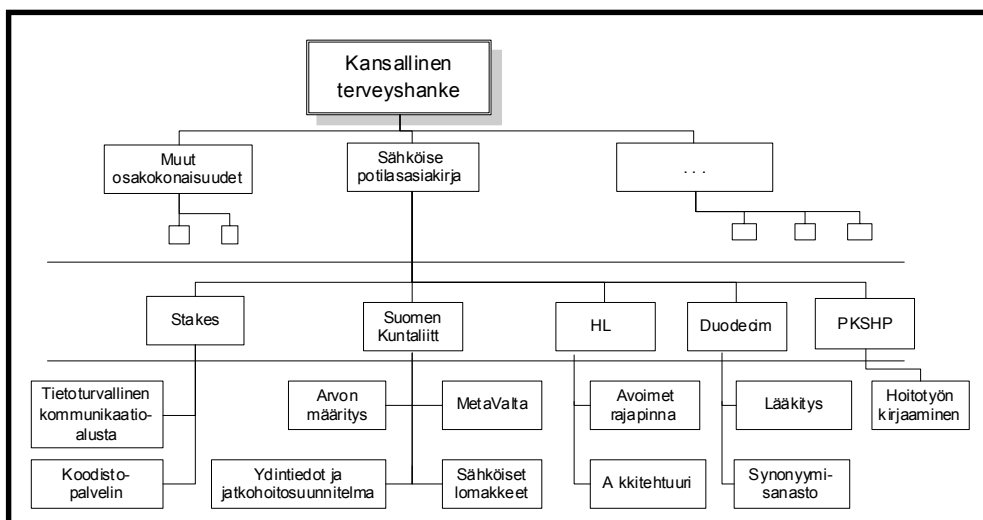 Kansallinen
terveyshanke
Muut
osakokonaisuudet
Sähköise
potilasasiakirja
. . .
Stakes
Suomen
Kuntaliitt
HL
Duodecim
PKSHP
Tietoturvallinen
kommunikaatio-
alusta
Arvon
määritys
MetaValta
Avoimet
rajapinna
Lääkitys
Hoitotyön
kirjaaminen
Koodisto-
palvelin
Ydintiedot ja
jatkohoitosuunnitelma
Sähköiset
lomakkeet
A kkitehtuuri
Synonyymi-
sanasto